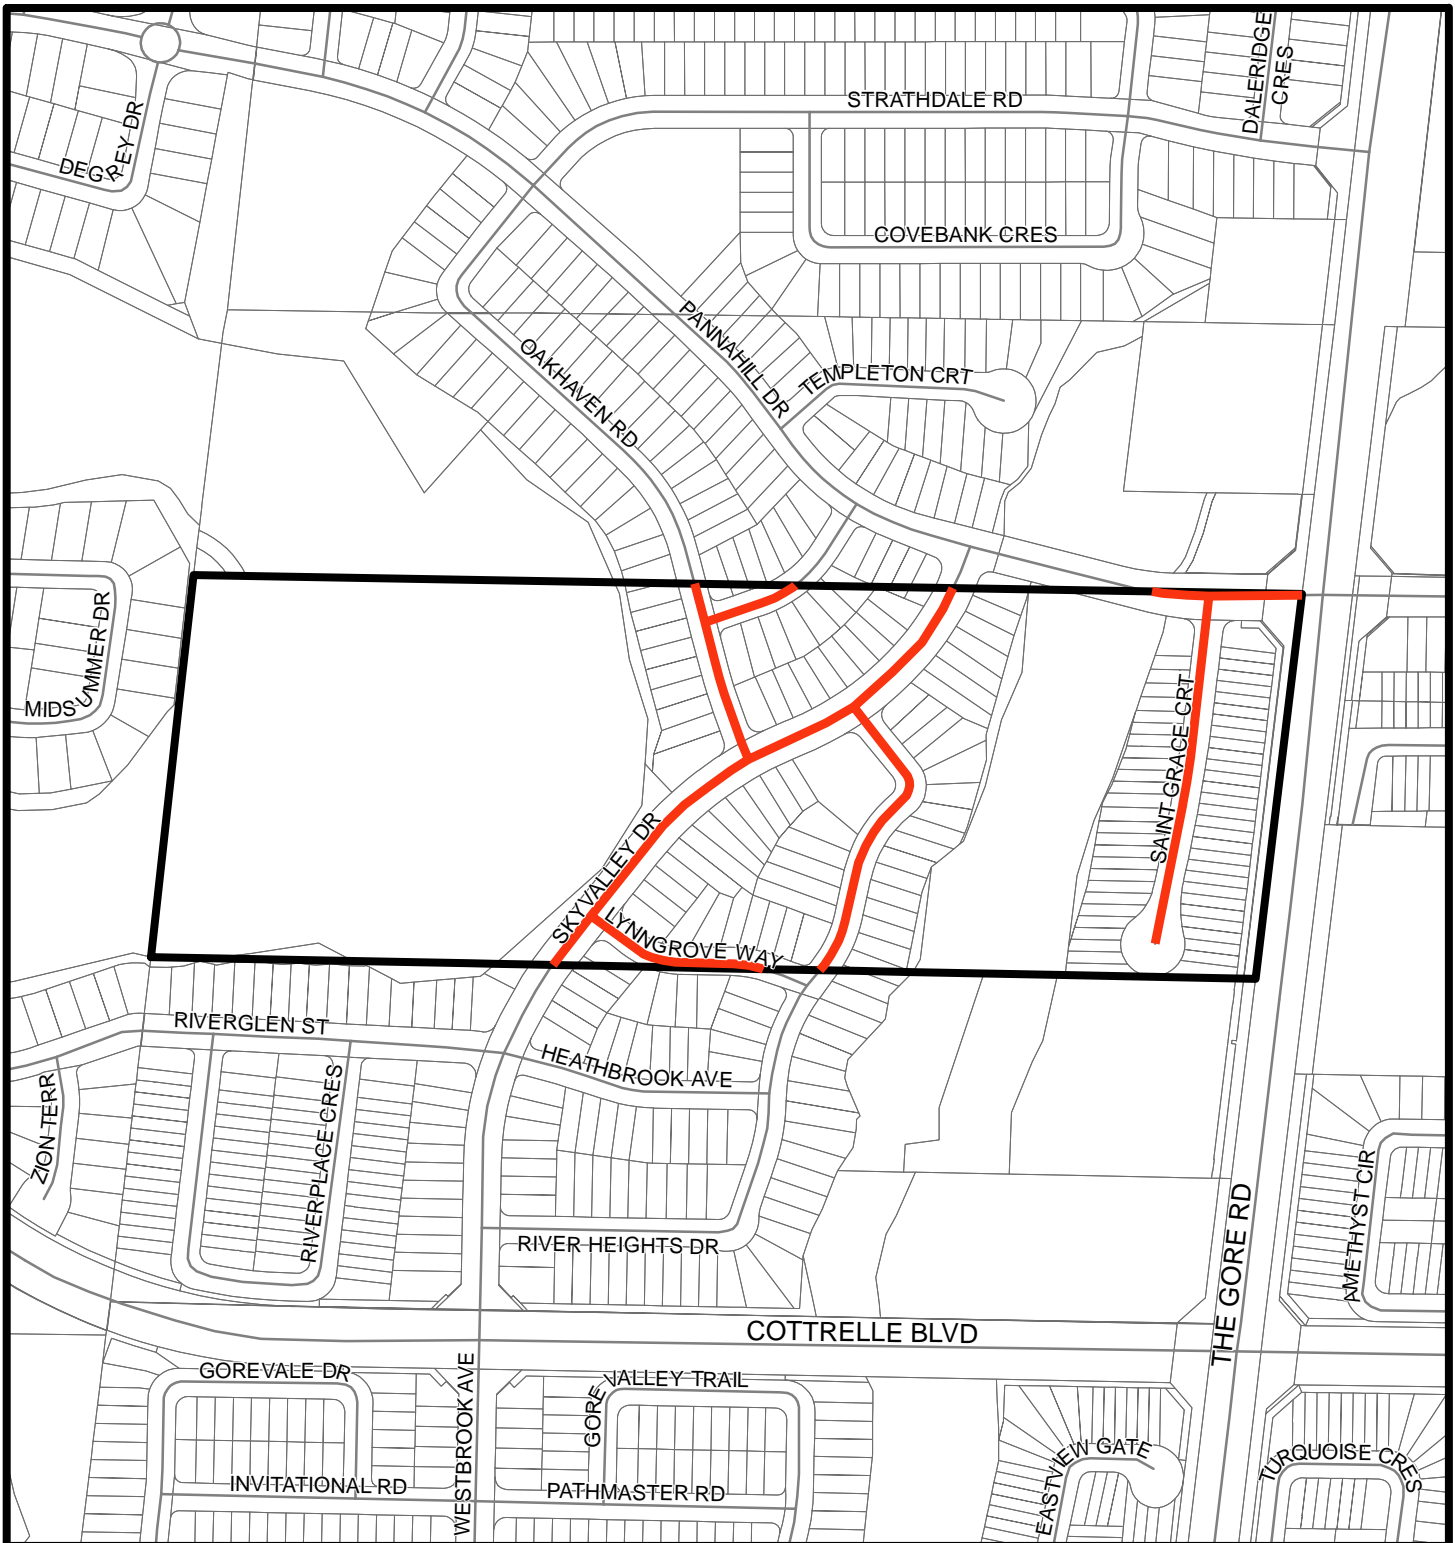 DALERIDGE
CRES
STRATHDALE RD
DEGREY DR
COVEBANK CRES
PANNAHILL DR
OAKHAVEN RD
TEMPLETON CRT
MIDSUMMER DR
SAINT GRACE CRT
SKYVALLEY DR
LYNNGROVE WAY
RIVERGLEN ST
HEATHBROOK AVE
ZION TERR
RIVERPLACE CRES
RIVER HEIGHTS DR
AMETHYST CIR
THE GORE RD
COTTRELLE BLVD
GOREVALE DR
WESTBROOK AVE
GORE VALLEY TRAIL
INVITATIONAL RD
PATHMASTER RD
EASTVIEW GATE
TURQUOISE CRES